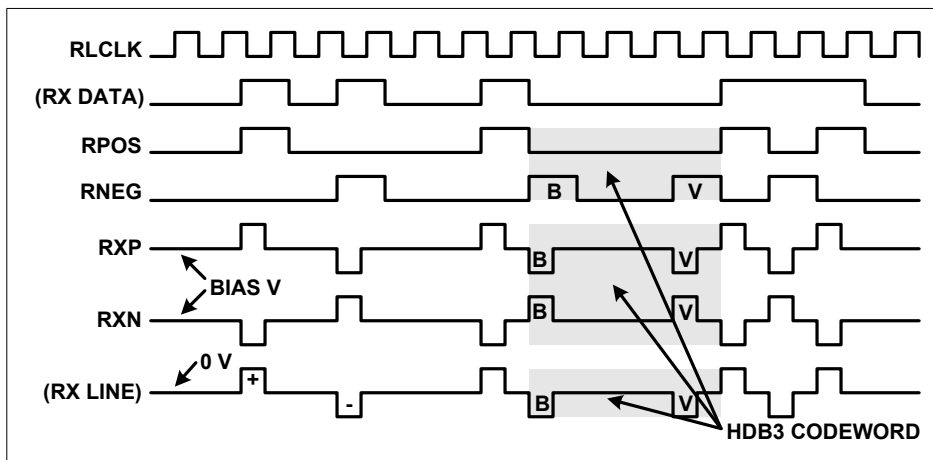 RLCLK
(RX DATA)
RPOS
RNEG B V
RXP B V
BIAS V
RXN B V
0 V
(RX LINE) + - B V
HDB3 CODEWORD